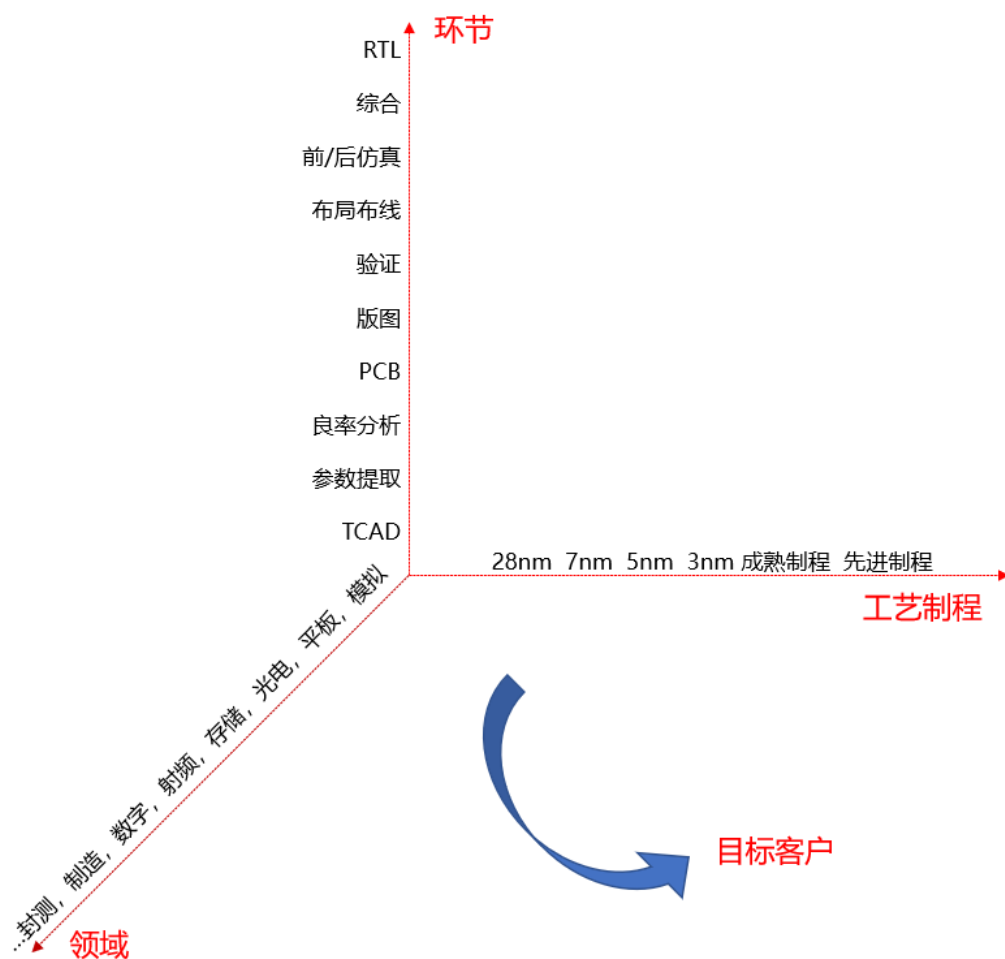 环节
RTL
综合
前/后仿真
布局布线
验证
版图
PCB
良率分析
参数提取
TCAD
28nm 7nm 5nm 3nm 成熟制程 先进制程
工艺制程
...封测，制造，数字，射频，存储，光电，平板，模拟
领域
目标客户